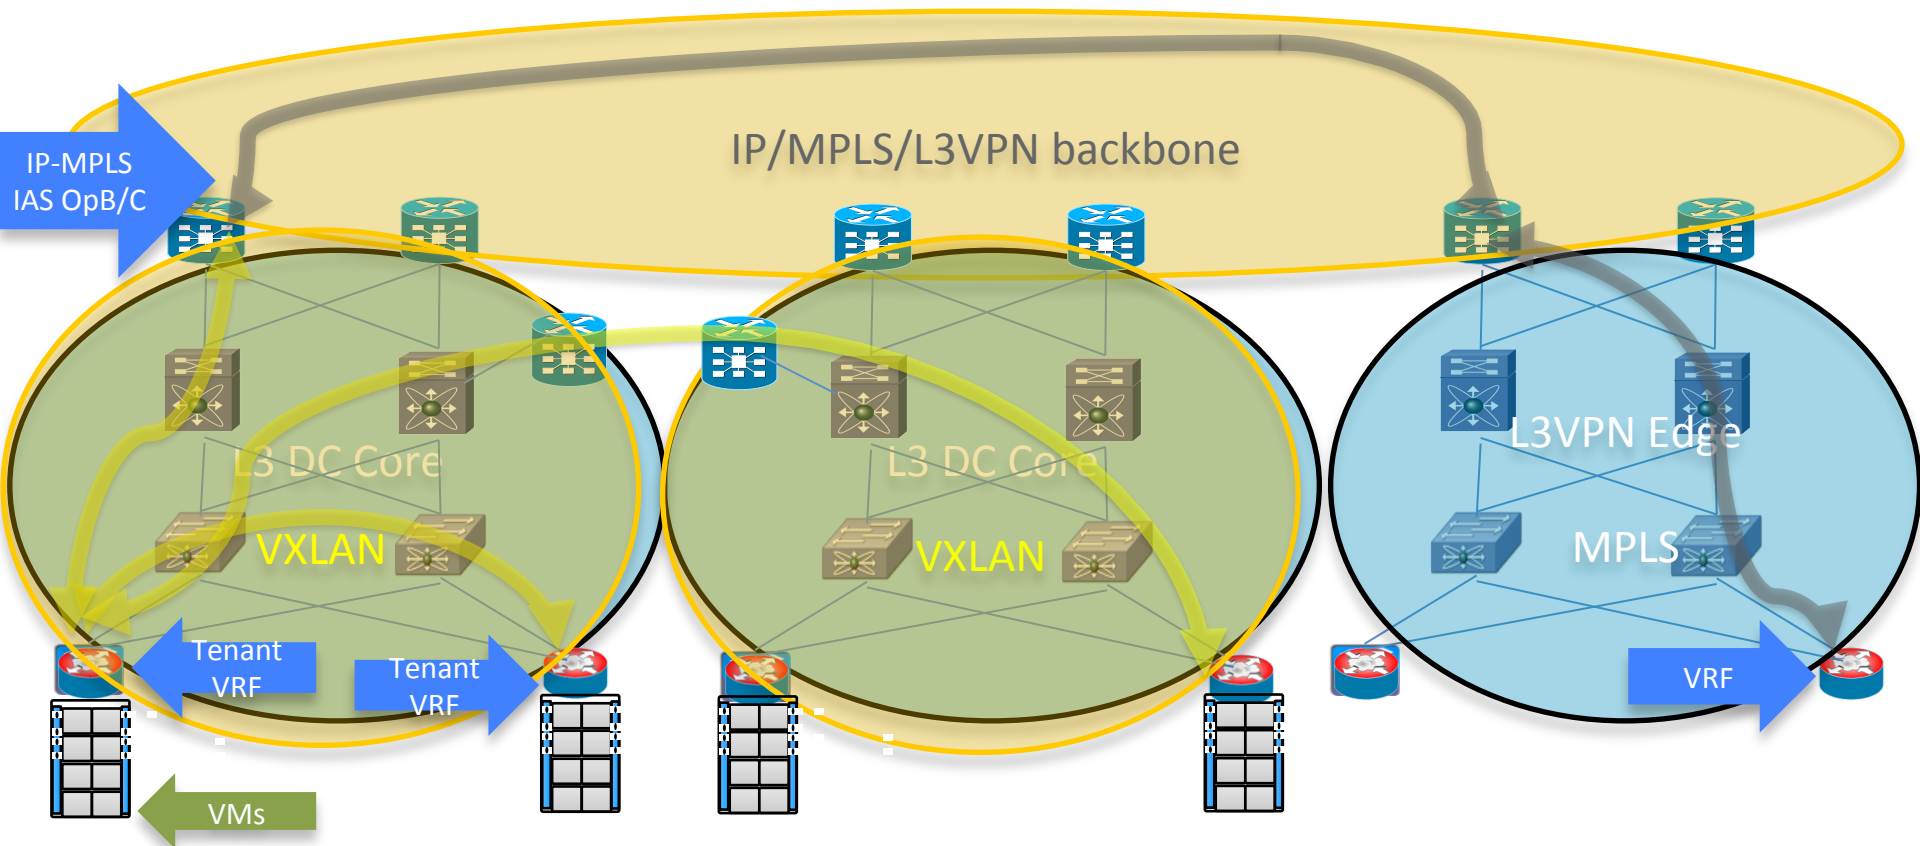 IP/MPLS/L3VPN backbone
IP-MPLS
IAS OpB/C
L3 DC Core
VXLAN
L3 DC Core
VXLAN
L3VPN Edge
MPLS
Tenant
VRF
Tenant
VRF
VRF
VMs